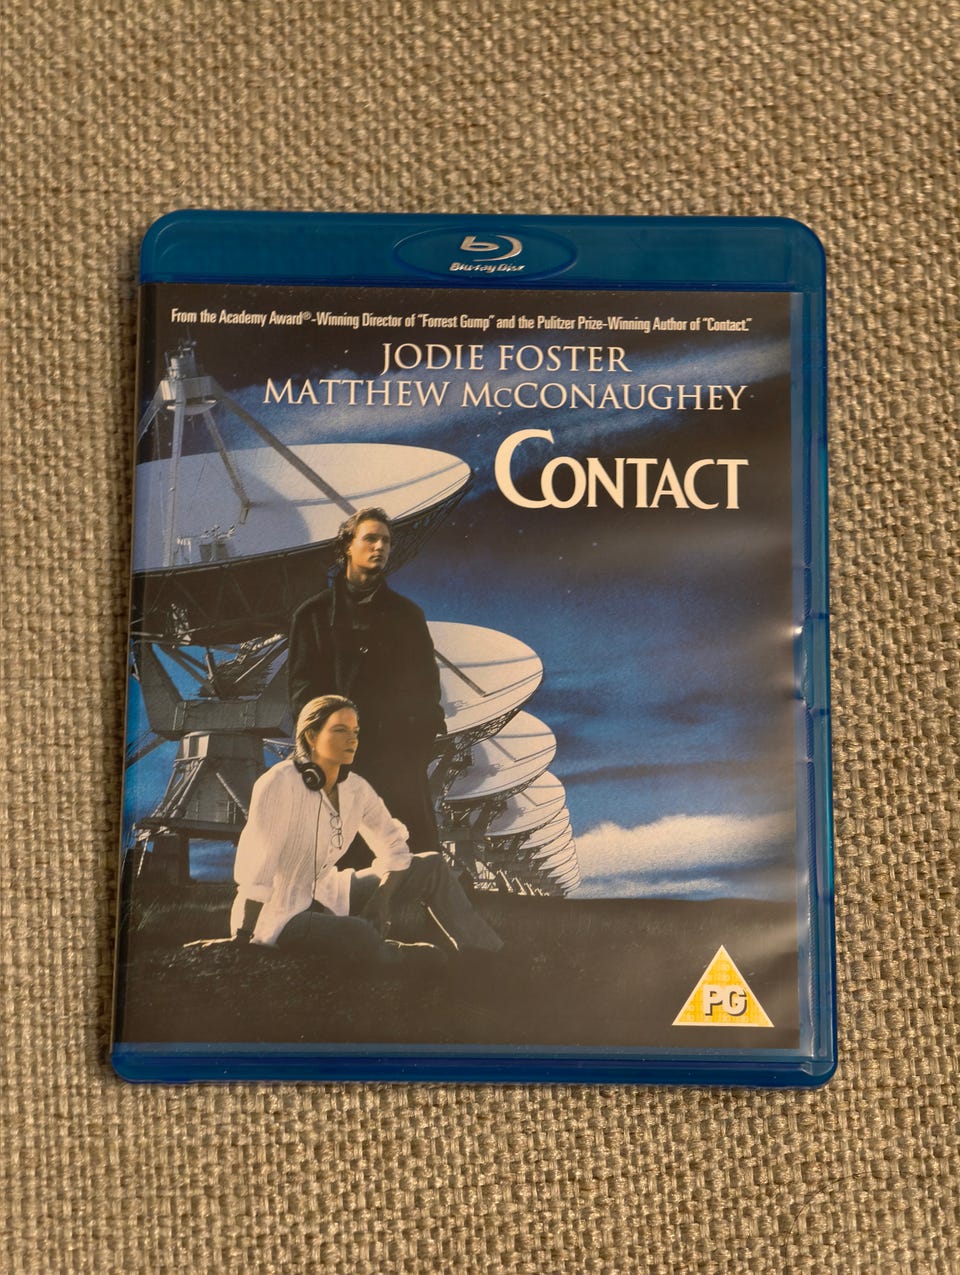 Blu-ray Disc
From the Academy Award®-Winning Director of "Forrest Gump" and the Pulitzer Prize-Winning Author of "Contact."
JODIE FOSTER
MATTHEW McCONAUGHEY
CONTACT
PG